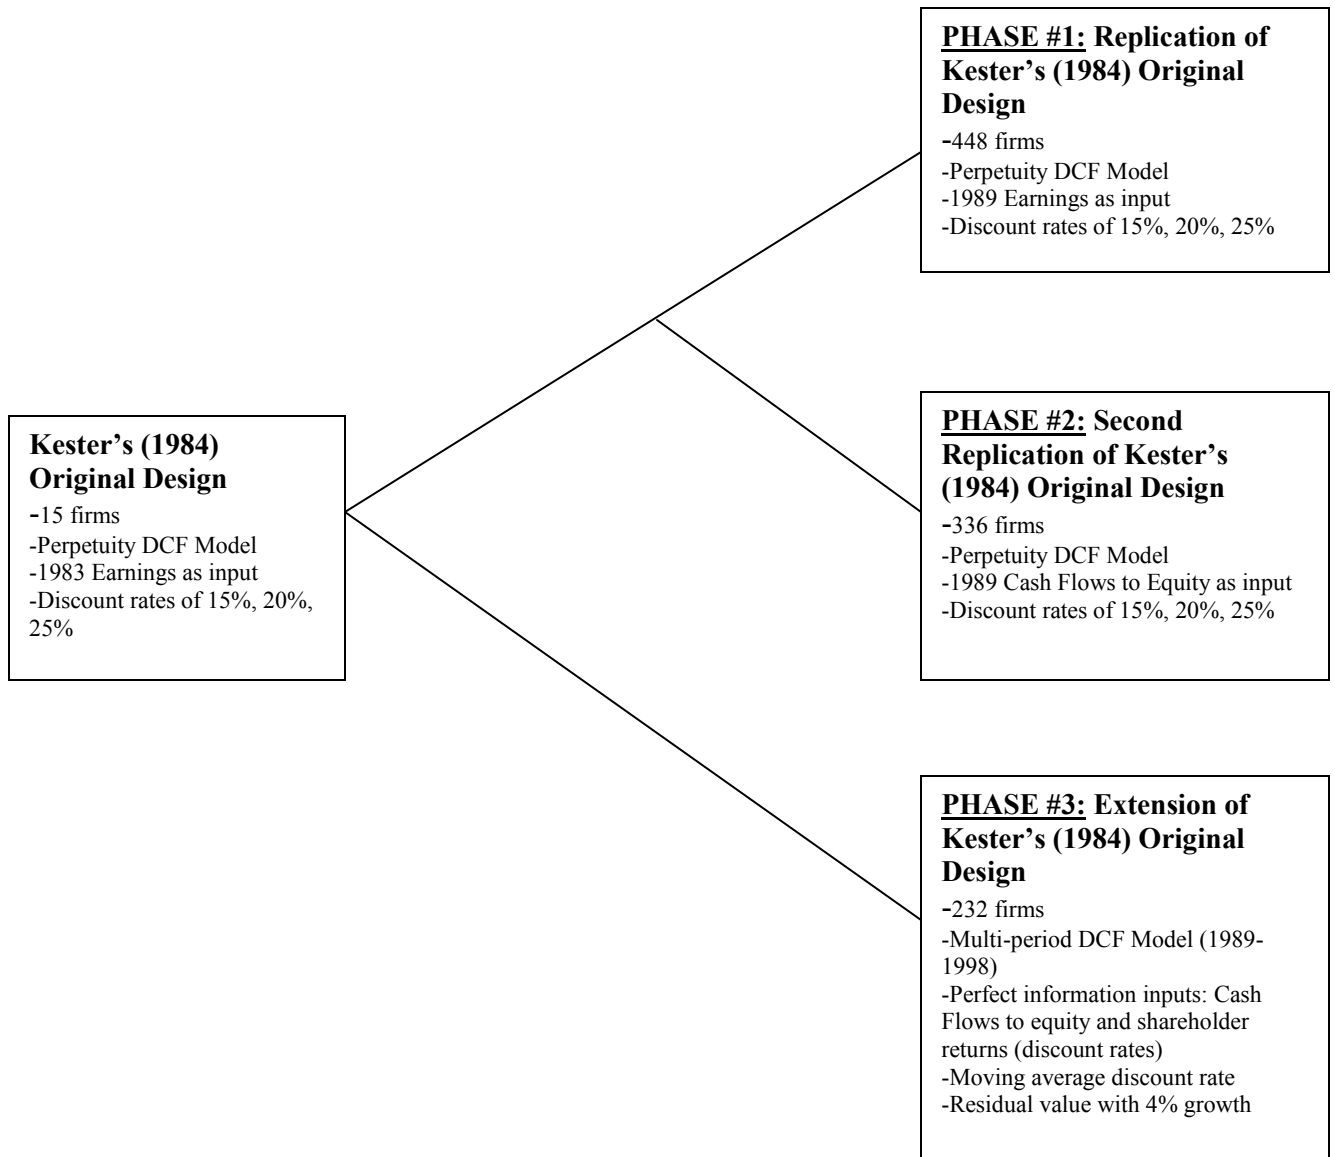 PHASE #1: Replication of
Kester’s (1984) Original
Design
-448 firms
-Perpetuity DCF Model
-1989 Earnings as input
-Discount rates of 15%, 20%, 25%
Kester’s (1984)
Original Design
-15 firms
-Perpetuity DCF Model
-1983 Earnings as input
-Discount rates of 15%, 20%,
25%
PHASE #2: Second
Replication of Kester’s
(1984) Original Design
-336 firms
-Perpetuity DCF Model
-1989 Cash Flows to Equity as input
-Discount rates of 15%, 20%, 25%
PHASE #3: Extension of
Kester’s (1984) Original
Design
-232 firms
-Multi-period DCF Model (1989-
1998)
-Perfect information inputs: Cash
Flows to equity and shareholder
returns (discount rates)
-Moving average discount rate
-Residual value with 4% growth